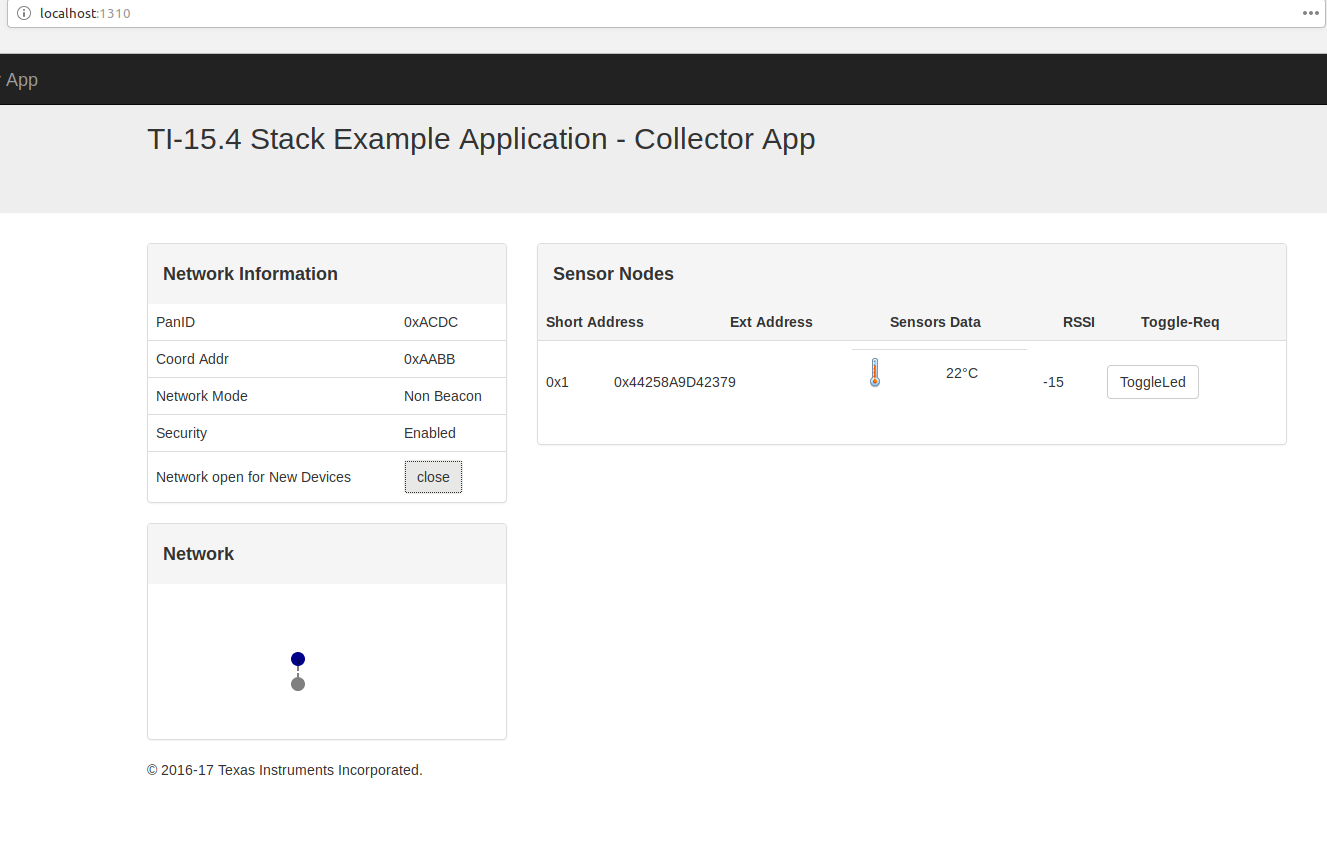 localhost:1310
App
TI-15.4 Stack Example Application - Collector App
Network Information
PanID 0xACDC
Coord Addr 0xAABB
Network Mode Non Beacon
Security Enabled
Network open for New Devices close
Network
Sensor Nodes
Short Address Ext Address Sensors Data RSSI Toggle-Req
0x1 0x44258A9D42379 22°C -15 ToggleLed
© 2016-17 Texas Instruments Incorporated.